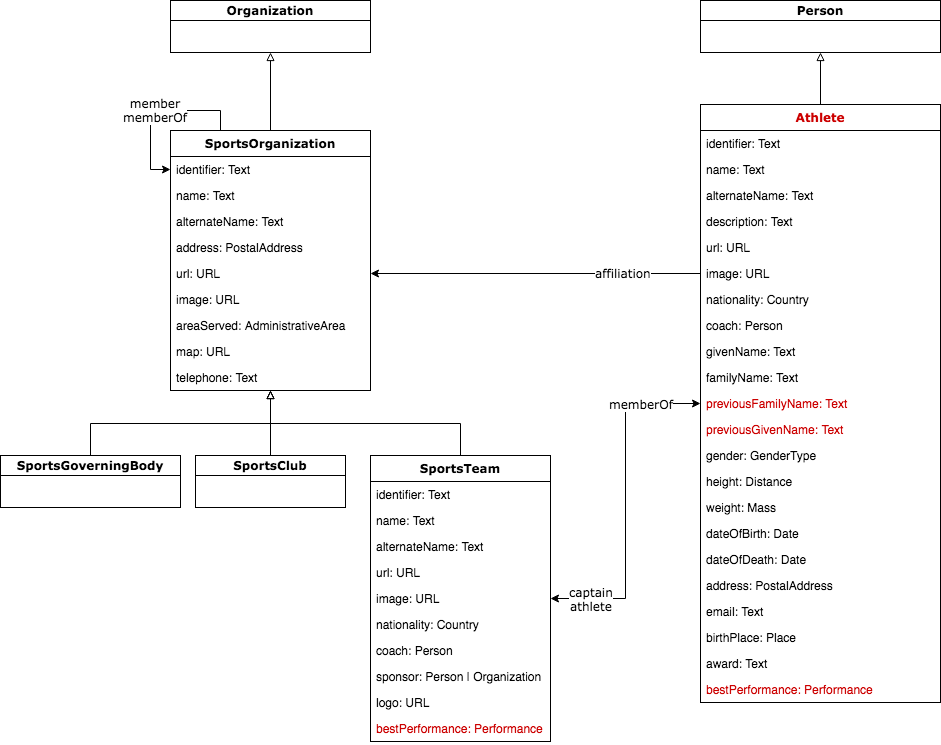 Organization
Person
member
memberOf
SportsOrganization
identifier: Text
name: Text
alternateName: Text
address: PostalAddress
url: URL
image: URL
areaServed: AdministrativeArea
map: URL
telephone: Text
affiliation
Athlete
identifier: Text
name: Text
alternateName: Text
description: Text
url: URL
image: URL
nationality: Country
coach: Person
givenName: Text
familyName: Text
previousFamilyName: Text
previousGivenName: Text
gender: GenderType
height: Distance
weight: Mass
dateOfBirth: Date
dateOfDeath: Date
address: PostalAddress
email: Text
birthPlace: Place
award: Text
bestPerformance: Performance
memberOf
captain
athlete
SportsGoverningBody
SportsClub
SportsTeam
identifier: Text
name: Text
alternateName: Text
url: URL
image: URL
nationality: Country
coach: Person
sponsor: Person | Organization
logo: URL
bestPerformance: Performance